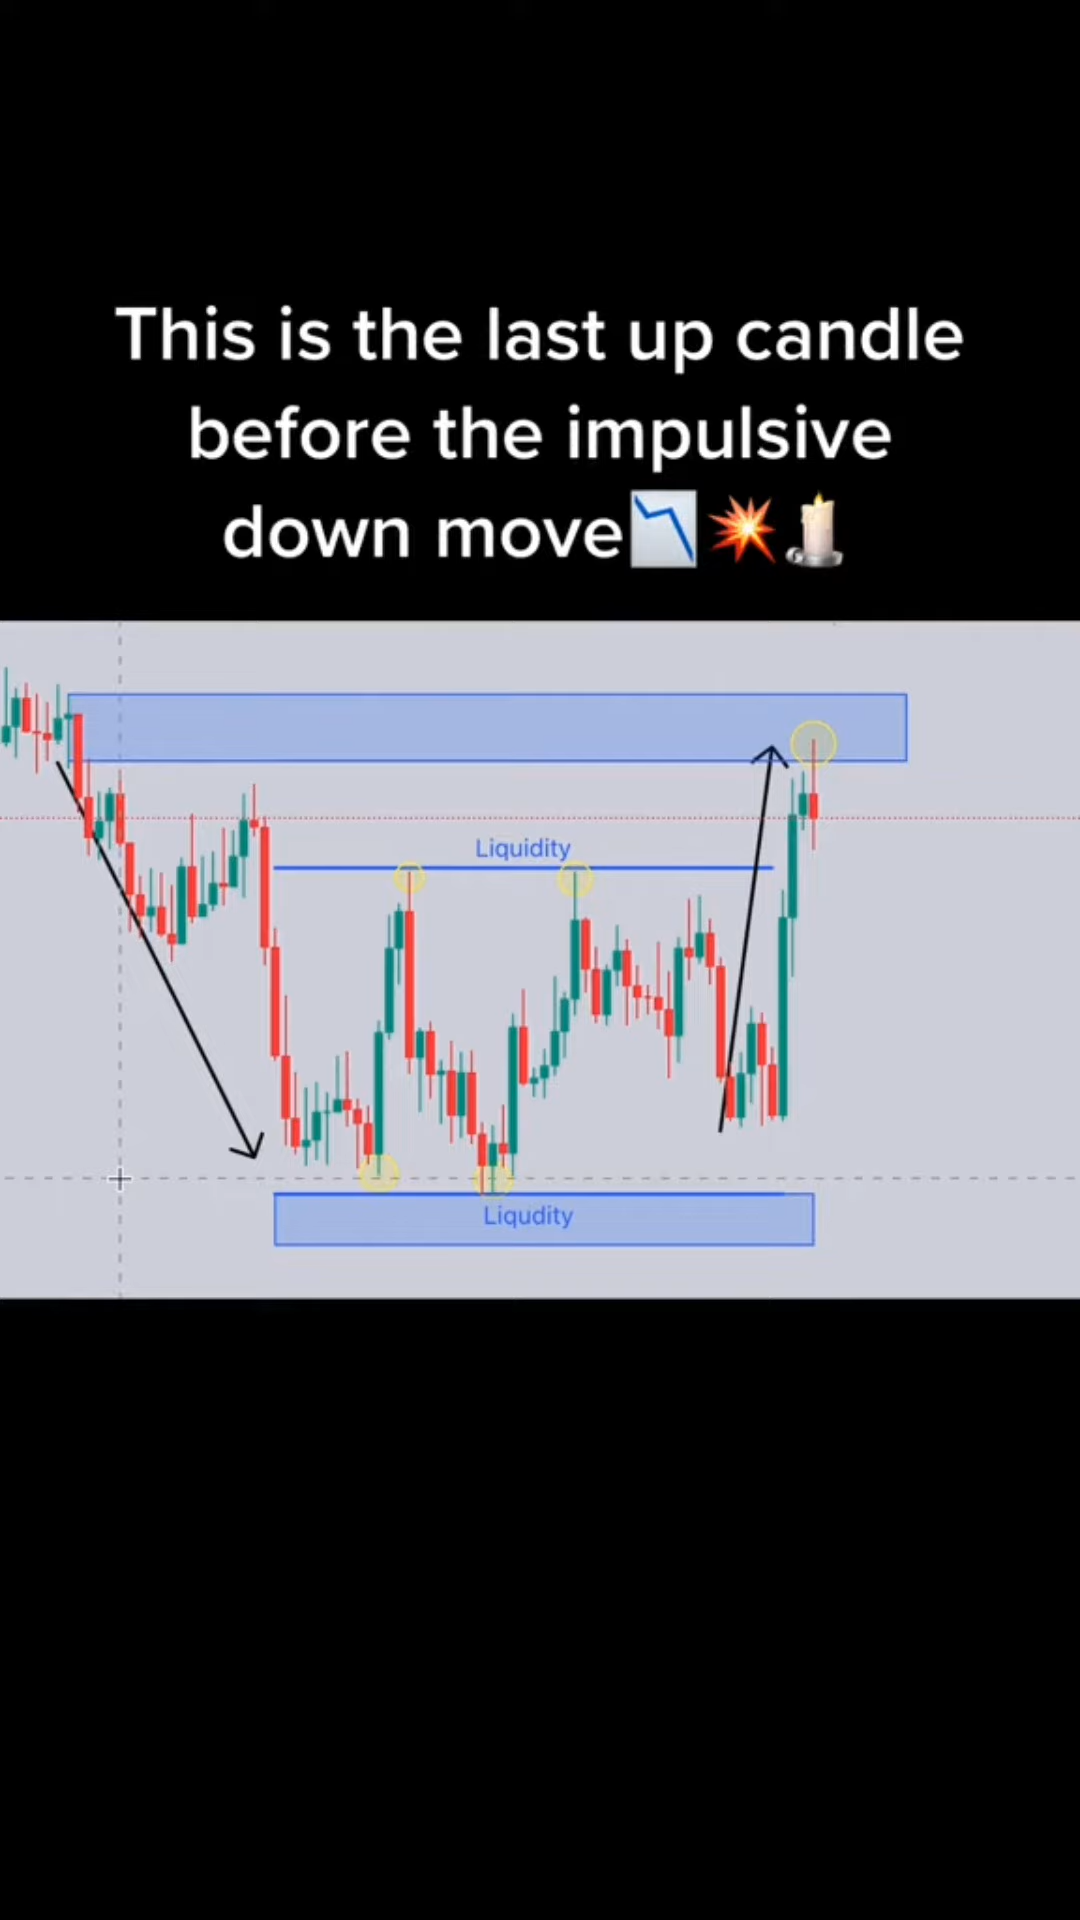 This is the last up candle
before the impulsive
down move📉💥🕯️
Liquidity
Liqudity